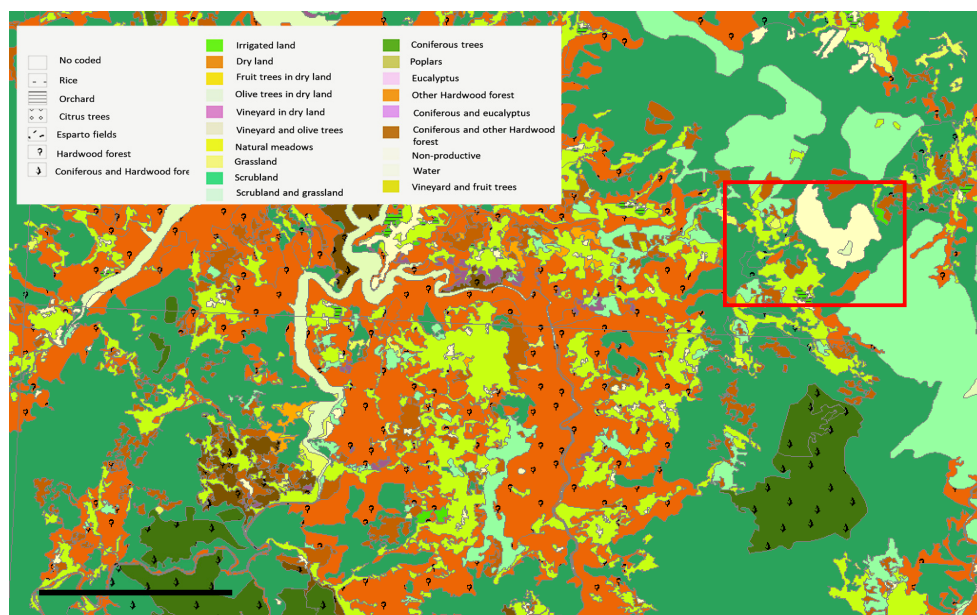 No coded
Rice
Orchard
Citrus trees
Esparto fields
Hardwood forest
Coniferous and Hardwood fore
Irrigated land
Dry land
Fruit trees in dry land
Olive trees in dry land
Vineyard in dry land
Vineyard and olive trees
Natural meadows
Grassland
Scrubland
Scrubland and grassland
Coniferous trees
Poplars
Eucalyptus
Other Hardwood forest
Coniferous and eucalyptus
Coniferous and other Hardwood
forest
Non-productive
Water
Vineyard and fruit trees